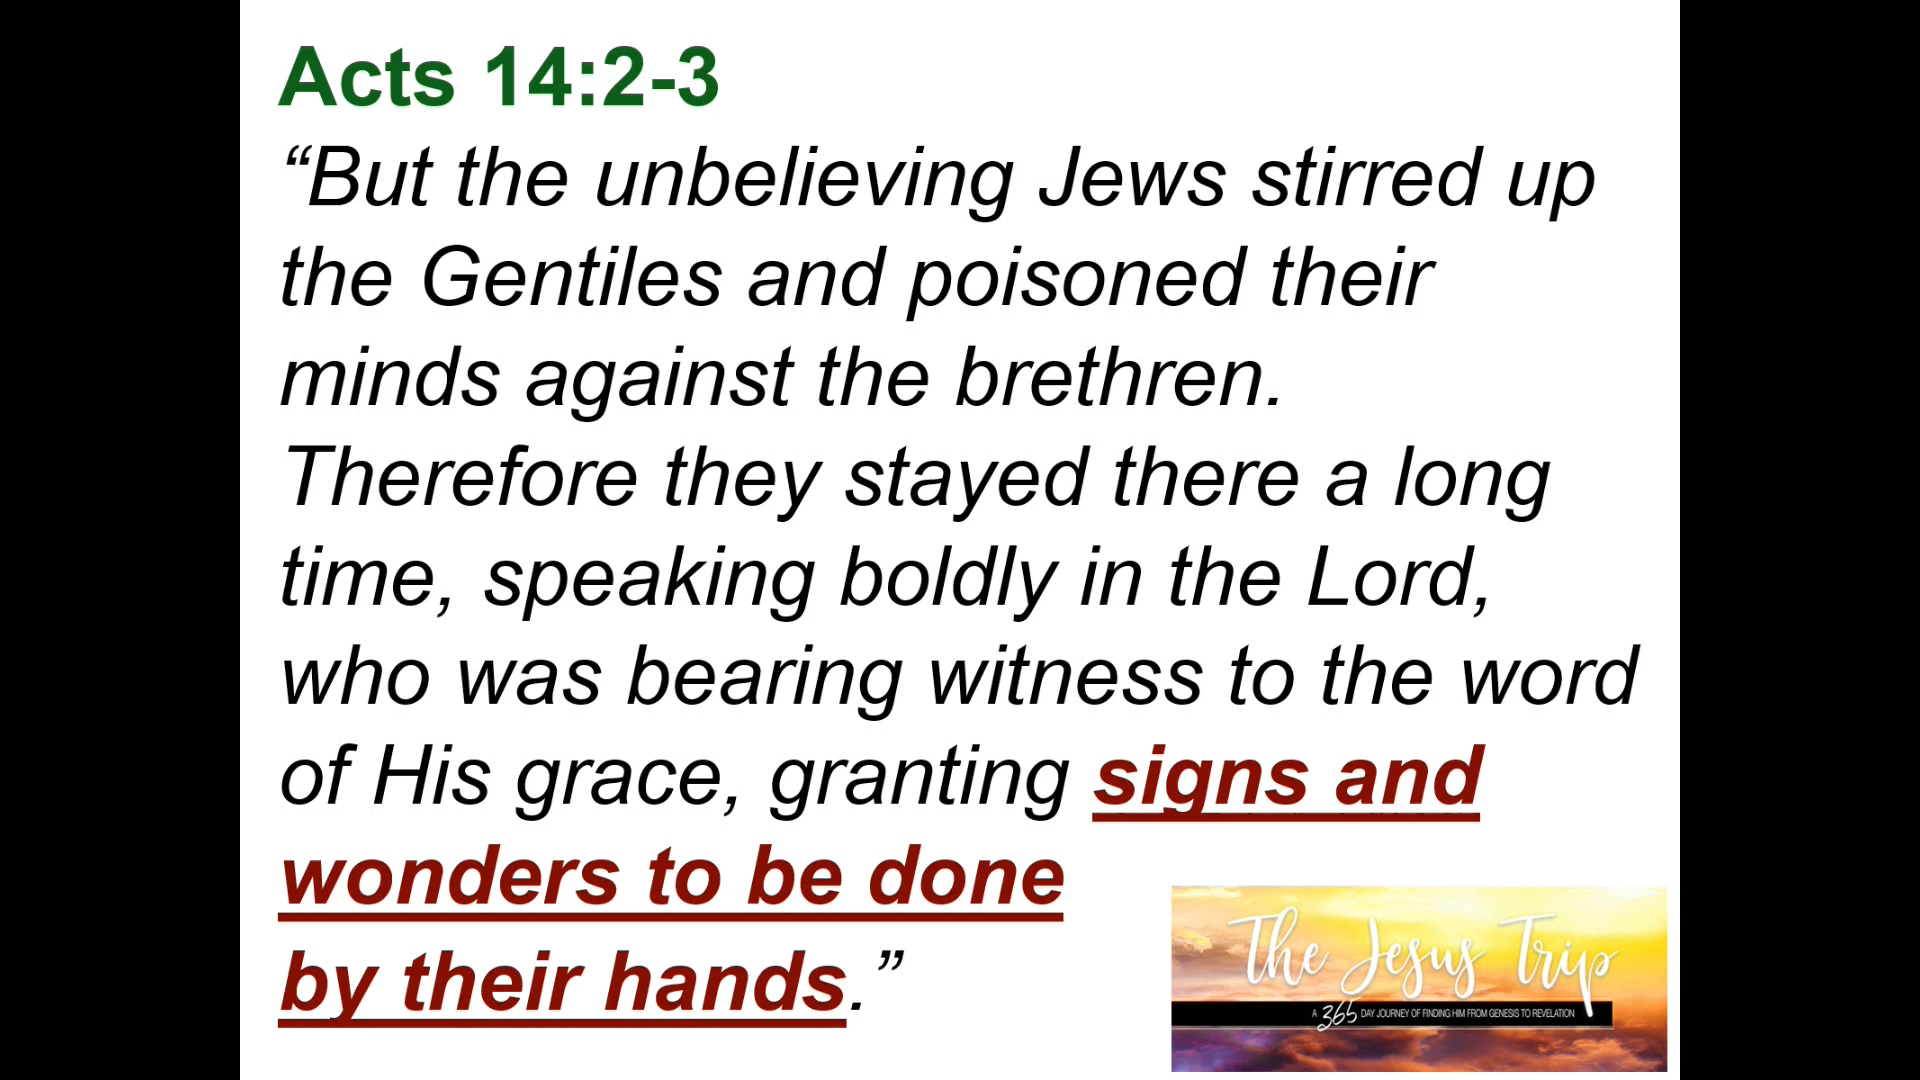 Acts 14:2-3
“But the unbelieving Jews stirred up
the Gentiles and poisoned their
minds against the brethren.
Therefore they stayed there a long
time, speaking boldly in the Lord,
who was bearing witness to the word
of His grace, granting signs and
wonders to be done
by their hands.”
The Jesus Trip
A 365 DAY JOURNEY OF FINDING HIM FROM GENESIS TO REVELATION